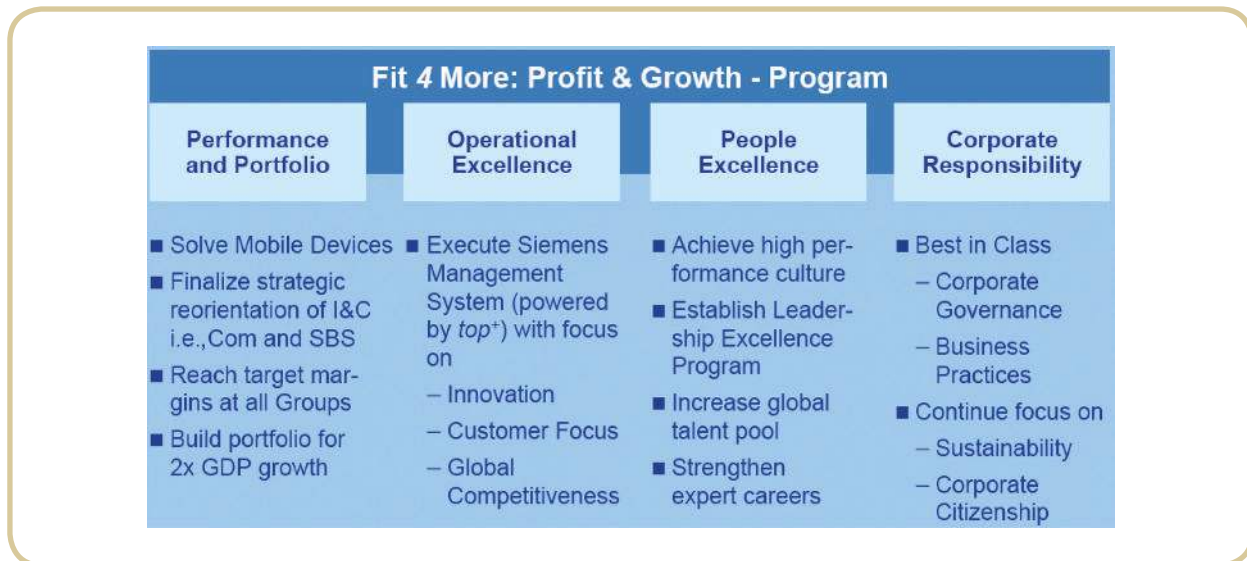 Fit 4 More: Profit & Growth - Program
Performance
and Portfolio
■ Solve Mobile Devices
■ Finalize strategic
reorientation of I&C
i.e.,Com and SBS
■ Reach target mar-
gins at all Groups
■ Build portfolio for
2x GDP growth
Operational
Excellence
■ Execute Siemens
Management
System (powered
by top⁺) with focus
on
– Innovation
– Customer Focus
– Global
Competitiveness
People
Excellence
■ Achieve high per-
formance culture
■ Establish Leader-
ship Excellence
Program
■ Increase global
talent pool
■ Strengthen
expert careers
Corporate
Responsibility
■ Best in Class
– Corporate
Governance
– Business
Practices
■ Continue focus on
– Sustainability
– Corporate
Citizenship